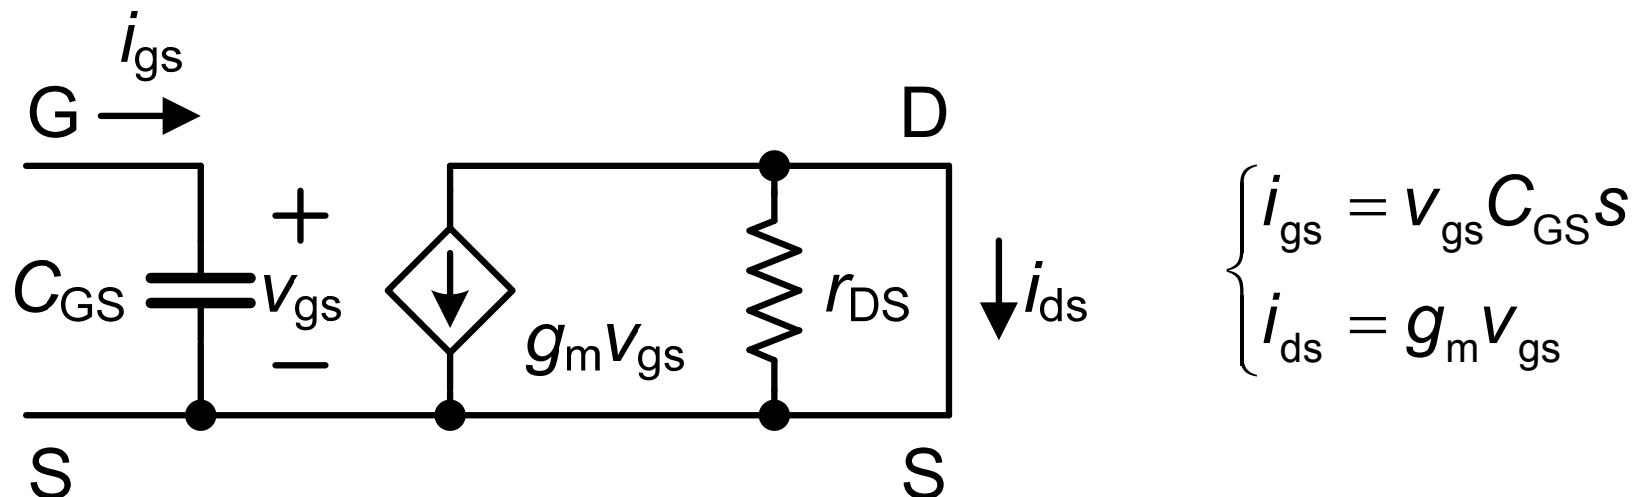 i_gs
G
D
C_GS
+
v_gs
−
g_m v_gs
r_DS
i_ds
S
S
i_gs = v_gs C_GS s
i_ds = g_m v_gs